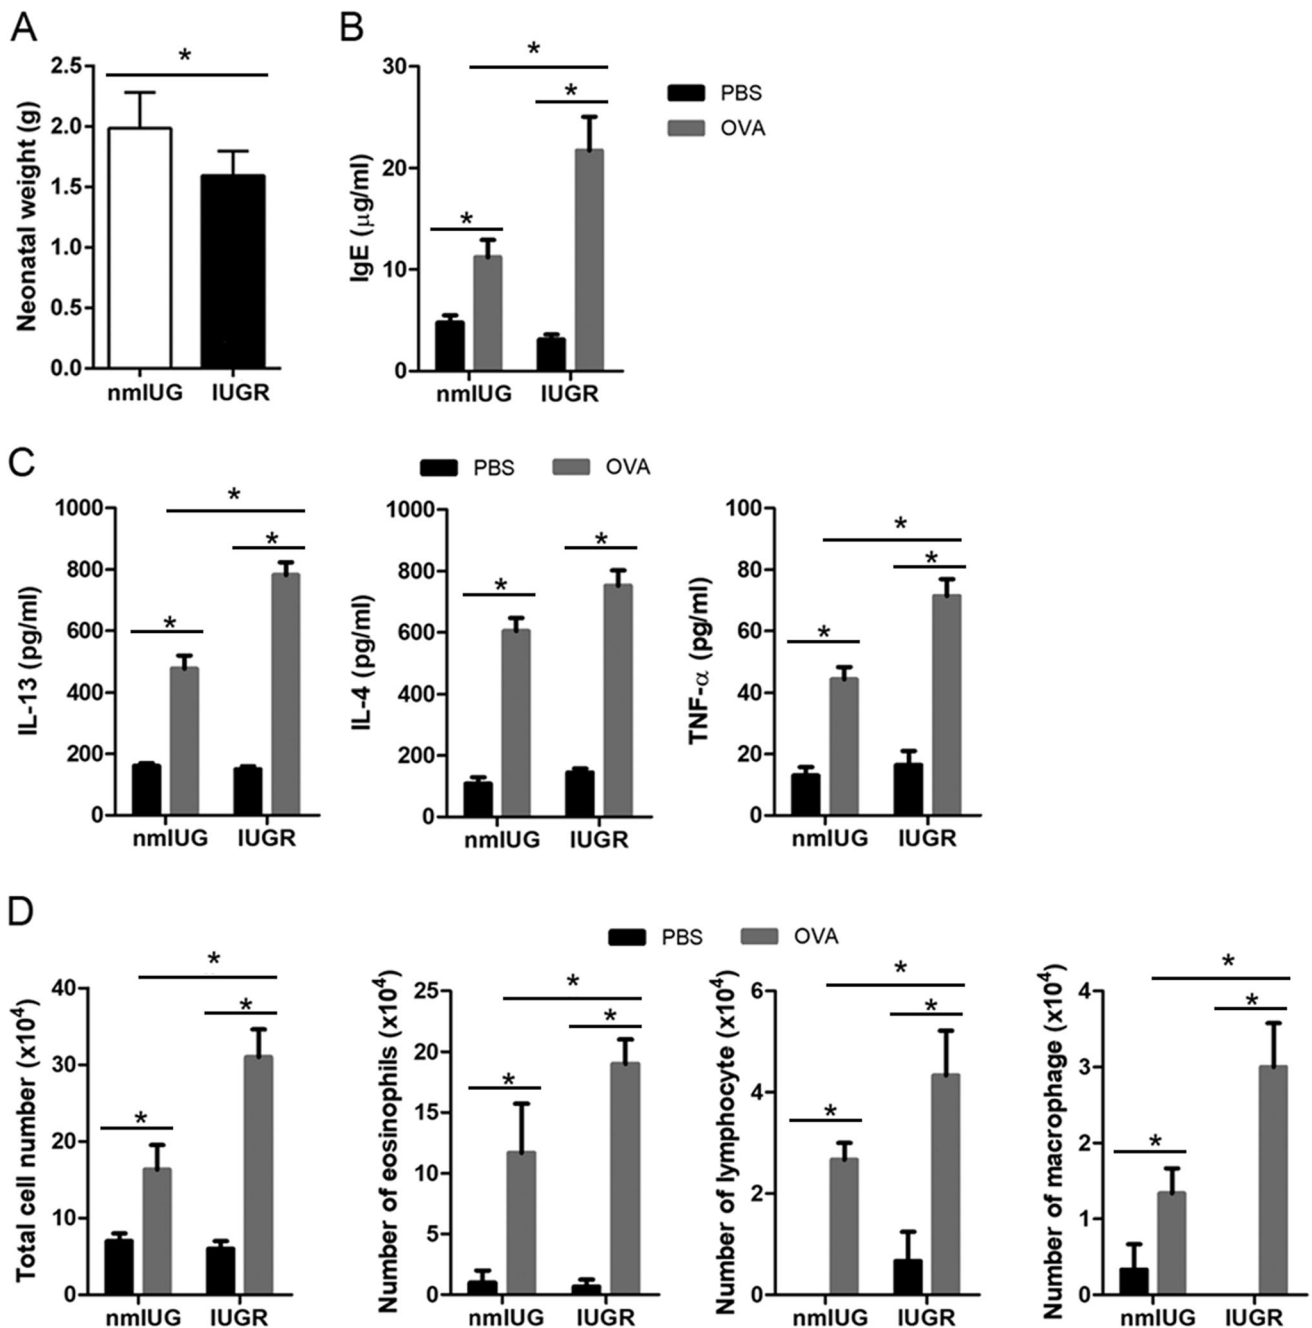 A
*
2.5
2.0
1.5
1.0
0.5
0.0
Neonatal weight (g)
nmIUG IUGR
B
*
*
*
30
20
10
0
IgE (μg/ml)
nmIUG IUGR
PBS
OVA
C
PBS OVA
*
*
*
1000
800
600
400
200
0
IL-13 (pg/ml)
nmIUG IUGR
*
*
1000
800
600
400
200
0
IL-4 (pg/ml)
nmIUG IUGR
*
*
*
100
80
60
40
20
0
TNF-α (pg/ml)
nmIUG IUGR
D
PBS OVA
*
*
*
40
30
20
10
0
Total cell number (x10⁴)
nmIUG IUGR
*
*
*
25
20
15
10
5
0
Number of eosinophils (x10⁴)
nmIUG IUGR
*
*
*
6
4
2
0
Number of lymphocyte (x10⁴)
nmIUG IUGR
*
*
*
4
3
2
1
0
Number of macrophage (x10⁴)
nmIUG IUGR